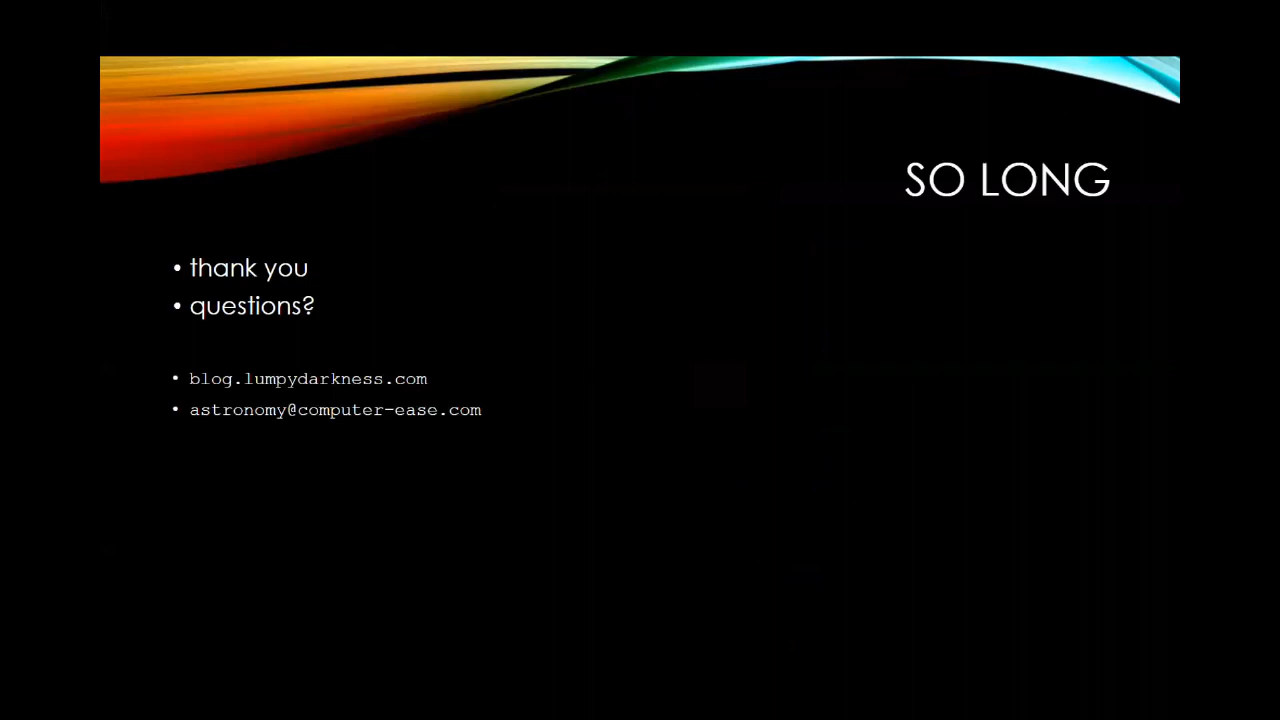 SO LONG
• thank you
• questions?
• blog.lumpydarkness.com
• astronomy@computer-ease.com